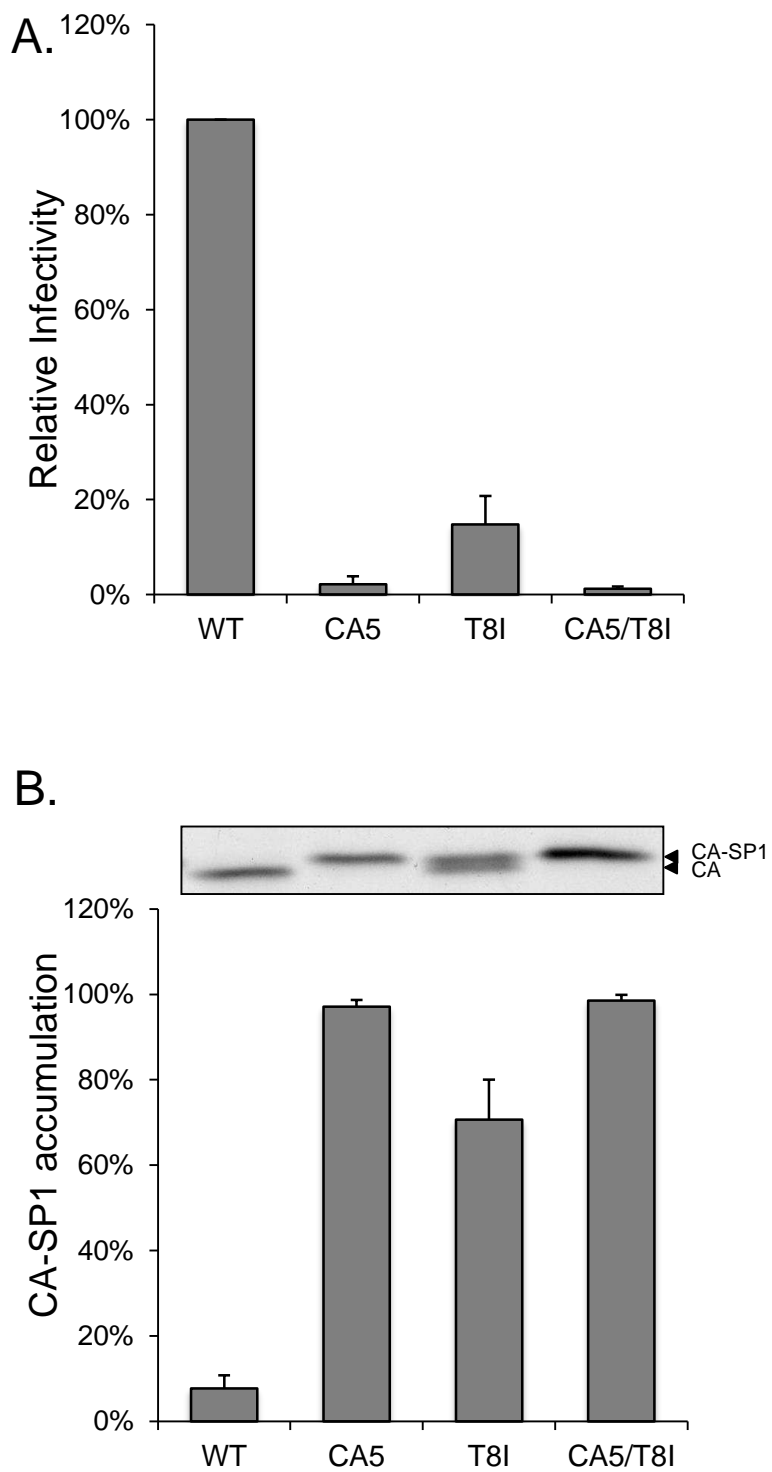 A.
120%
100%
80%
60%
40%
20%
0%
Relative Infectivity
WT CA5 T8I CA5/T8I
B.
CA-SP1
CA
120%
100%
80%
60%
40%
20%
0%
CA-SP1 accumulation
WT CA5 T8I CA5/T8I